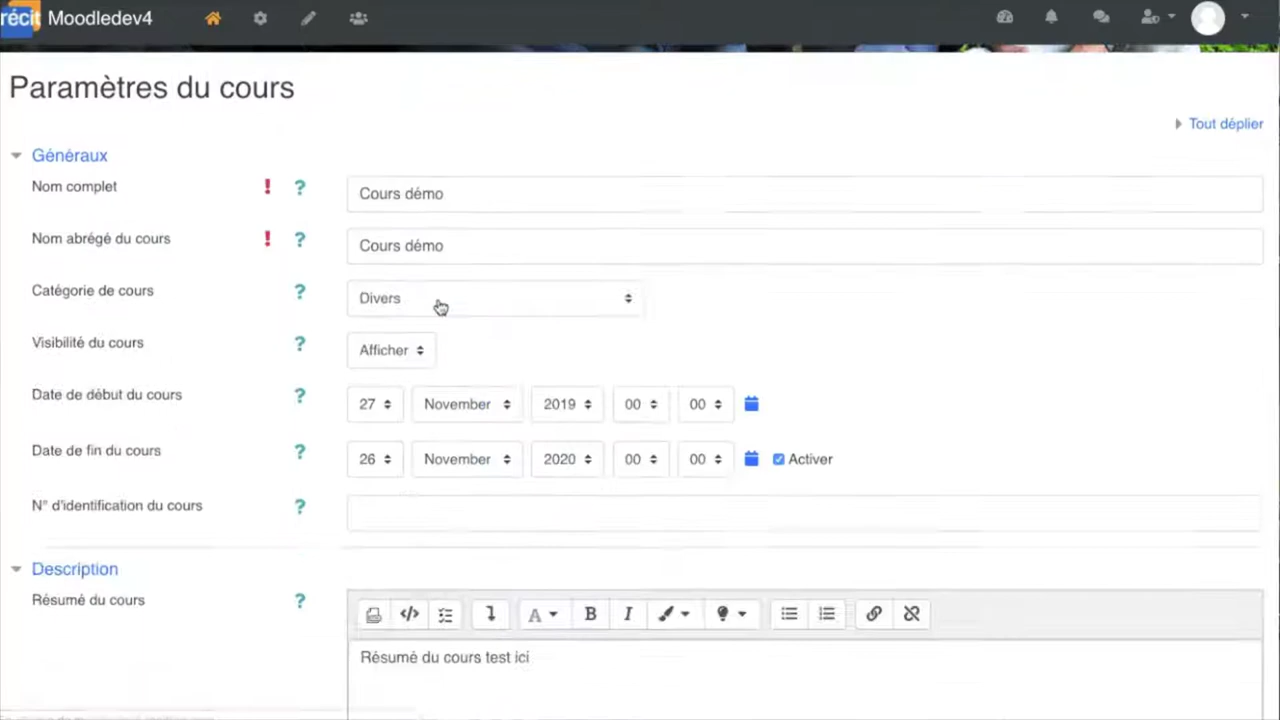 récit Moodledev4
Paramètres du cours
Tout déplier
Généraux
Nom complet ! ? Cours démo
Nom abrégé du cours ! ? Cours démo
Catégorie de cours ? Divers
Visibilité du cours ? Afficher
Date de début du cours ? 27 November 2019 00 00
Date de fin du cours ? 26 November 2020 00 00 Activer
N° d'identification du cours ?
Description
Résumé du cours ? A B I
Résumé du cours test ici